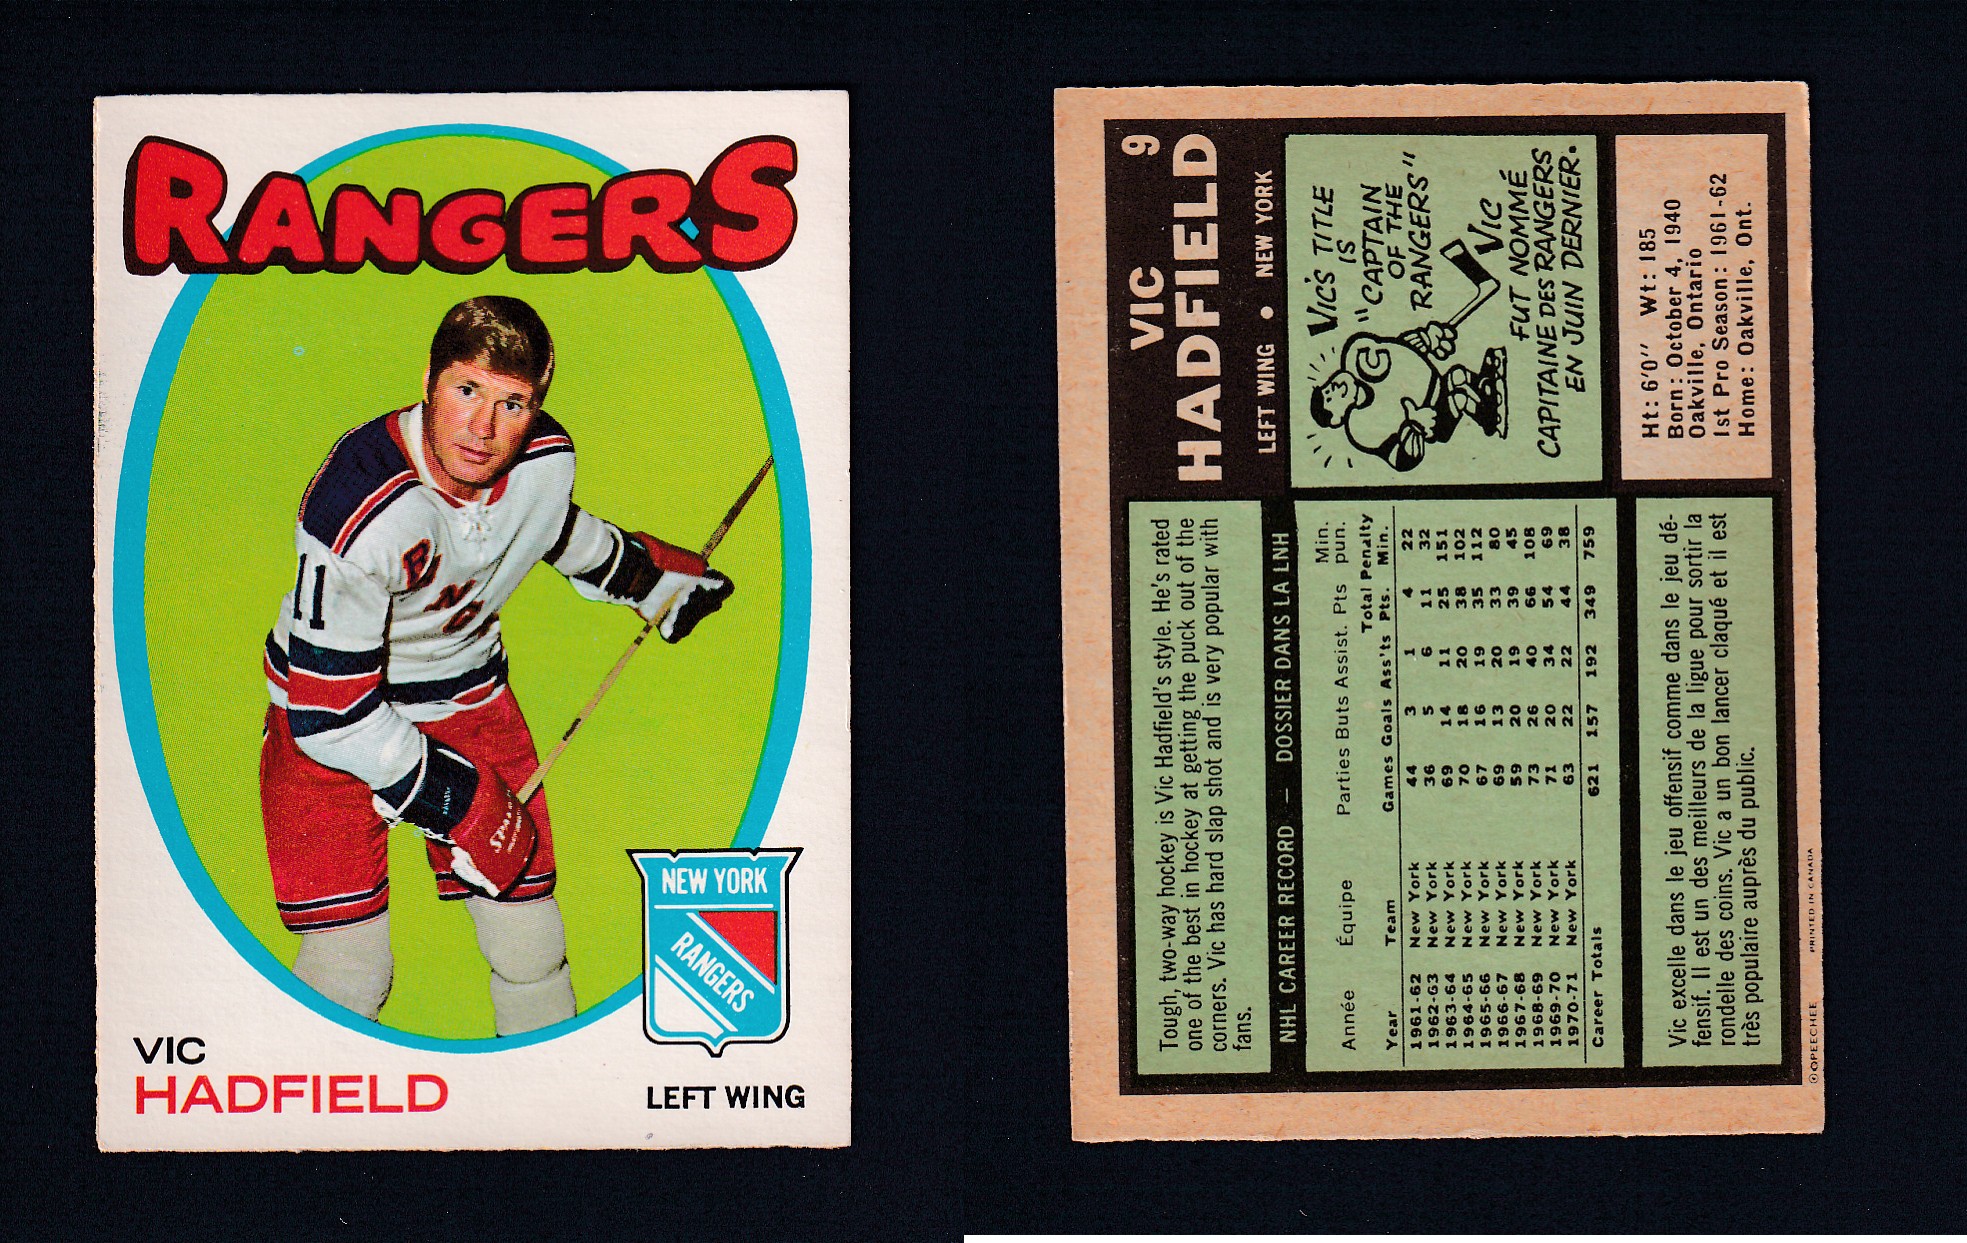 RANGERS
11
NEW YORK
RANGERS
VIC
HADFIELD
LEFT WING
9
VIC
HADFIELD
LEFT WING • NEW YORK
Tough, two-way hockey is Vic Hadfield's style. He's rated
one of the best in hockey at getting the puck out of the
corners. Vic has hard slap shot and is very popular with
fans.
VIC'S TITLE
IS
"CAPTAIN
OF THE
RANGERS"
C
VIC
FUT NOMMÉ
CAPITAINE DES RANGERS
EN JUIN DERNIER.
NHL CAREER RECORD — DOSSIER DANS LA LNH
Année Équipe Parties Buts Assist. Pts Min. pun.
Year Team Games Goals Ass'ts Total Pts. Penalty Min.
1961-62 New York 44 3 1 4 22
1962-63 New York 36 5 6 11 32
1963-64 New York 69 14 11 25 151
1964-65 New York 70 18 20 38 102
1965-66 New York 67 16 19 35 112
1966-67 New York 69 13 20 33 80
1967-68 New York 59 20 19 39 45
1968-69 New York 73 26 40 66 108
1969-70 New York 71 20 34 54 69
1970-71 New York 63 22 22 44 38
Career Totals 621 157 192 349 759
Ht: 6'0" Wt: 185
Born: October 4, 1940
Oakville, Ontario
1st Pro Season: 1961-62
Home: Oakville, Ont.
Vic excelle dans le jeu offensif comme dans le jeu dé-
fensif. Il est un des meilleurs de la ligue pour sortir la
rondelle des coins. Vic a un bon lancer claqué et il est
très populaire auprès du public.
© OPEECHEE PRINTED IN CANADA